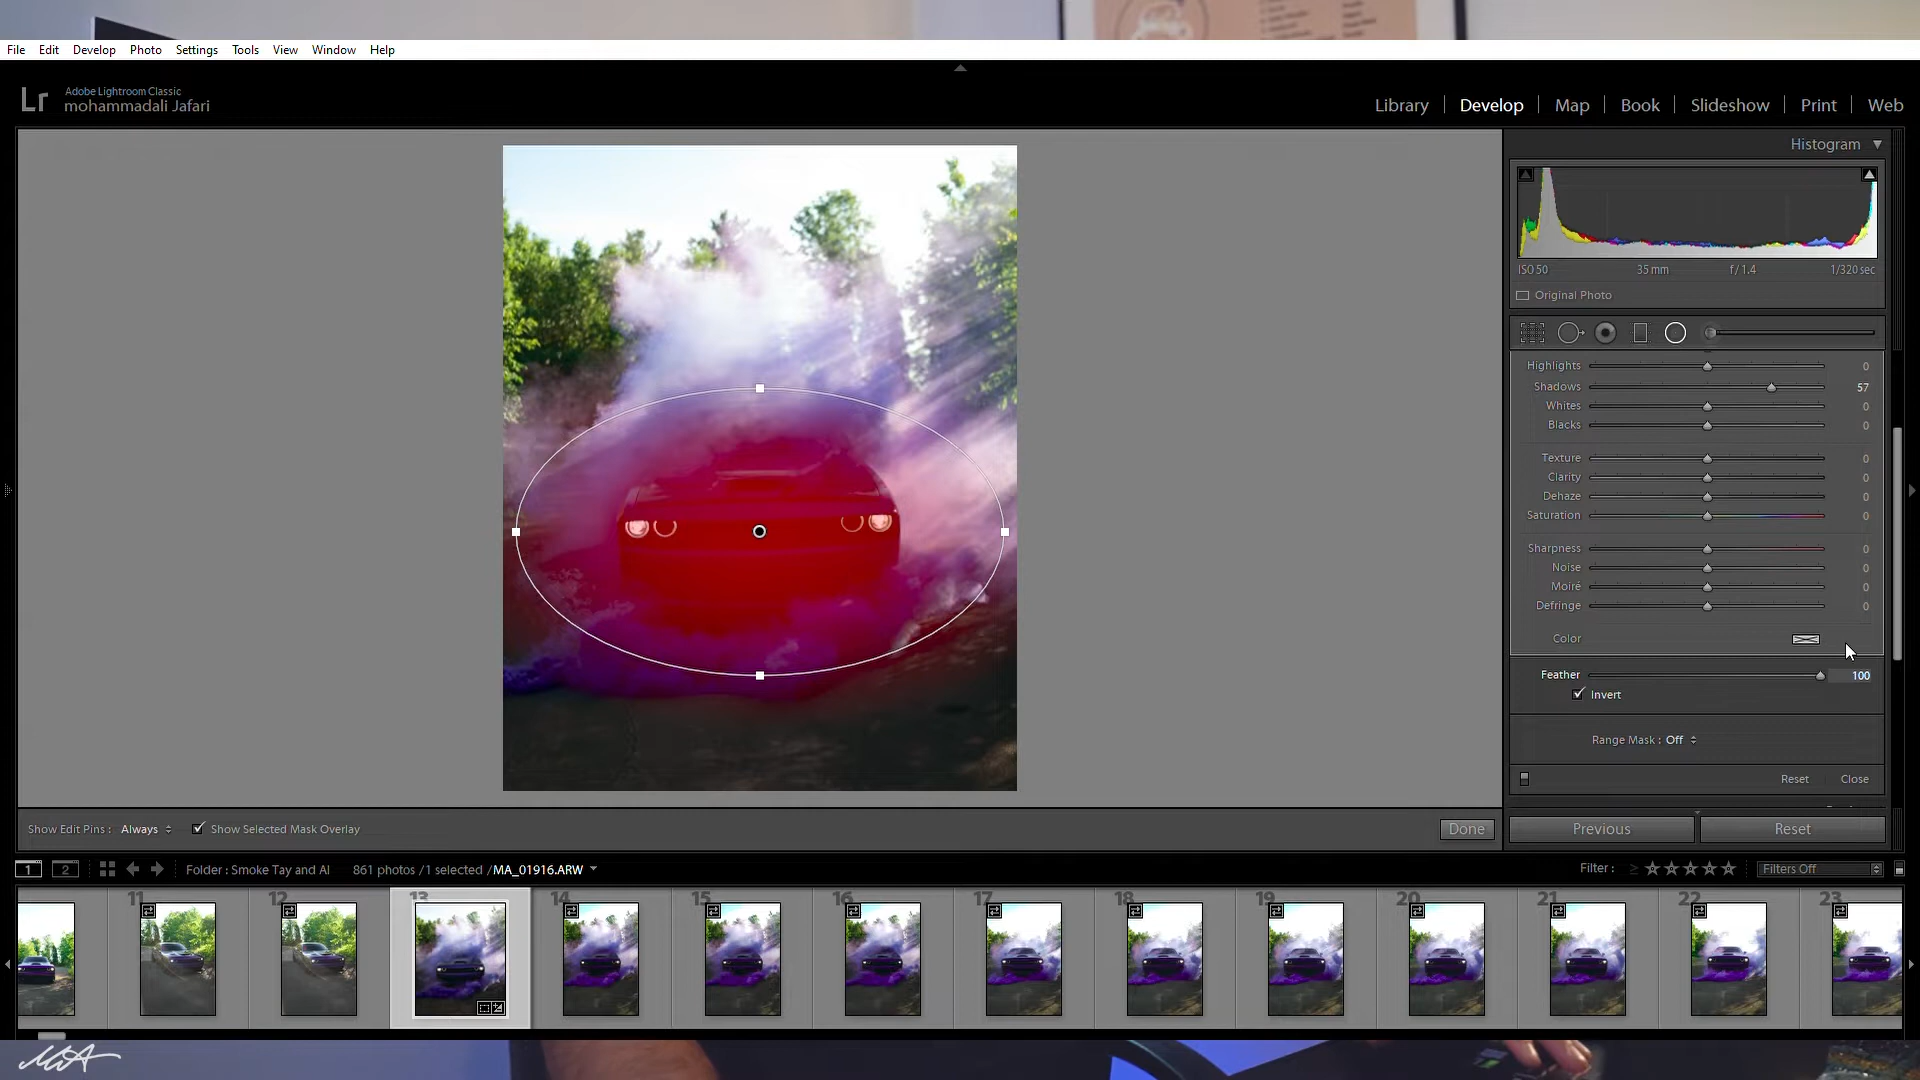 File Edit Develop Photo Settings Tools View Window Help
Lr
Adobe Lightroom Classic
mohammadali Jafari
Library Develop Map Book Slideshow Print Web
Histogram
ISO 50 35 mm f / 1.4 1/320 sec
Original Photo
Highlights 0
Shadows 57
Whites 0
Blacks 0
Texture 0
Clarity 0
Dehaze 0
Saturation 0
Sharpness 0
Noise 0
Moiré 0
Defringe 0
Color
Feather 100
Invert
Range Mask : Off
Reset Close
Show Edit Pins : Always Show Selected Mask Overlay Done
Previous Reset
1 2 Folder : Smoke Tay and Al 861 photos / 1 selected / MA_01916.ARW Filter : ≥ Filters Off
11 12 13 14 15 16 17 18 19 20 21 22 23
MA